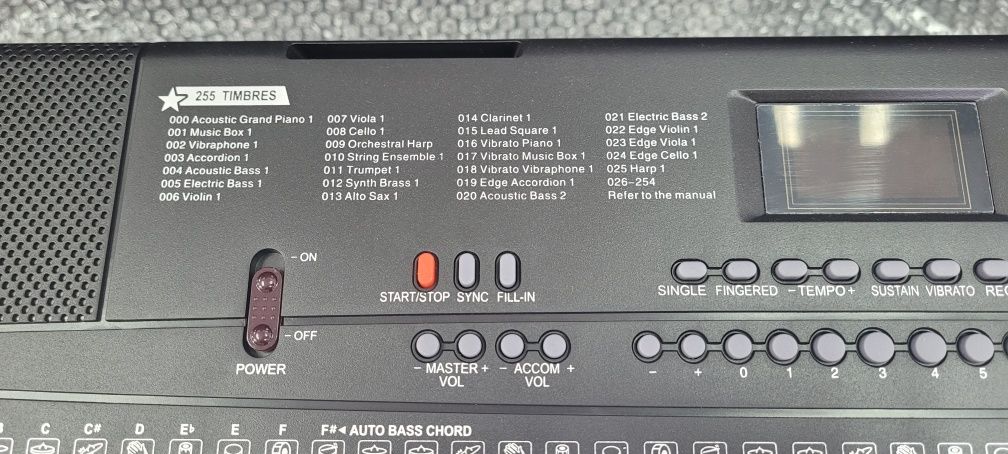 255 TIMBRES
000 Acoustic Grand Piano 1
001 Music Box 1
002 Vibraphone 1
003 Accordion 1
004 Acoustic Bass 1
005 Electric Bass 1
006 Violin 1
007 Viola 1
008 Cello 1
009 Orchestral Harp
010 String Ensemble 1
011 Trumpet 1
012 Synth Brass 1
013 Alto Sax 1
014 Clarinet 1
015 Lead Square 1
016 Vibrato Piano 1
017 Vibrato Music Box 1
018 Vibrato Vibraphone 1
019 Edge Accordion 1
020 Acoustic Bass 2
021 Electric Bass 2
022 Edge Violin 1
023 Edge Viola 1
024 Edge Cello 1
025 Harp 1
026-254
Refer to the manual
- ON
- OFF
POWER
START/STOP SYNC FILL-IN
SINGLE FINGERED - TEMPO + SUSTAIN VIBRATO REC
- MASTER + - ACCOM +
VOL VOL
- + 0 1 2 3 4 5
B C C# D E♭ E F F# ◄ AUTO BASS CHORD